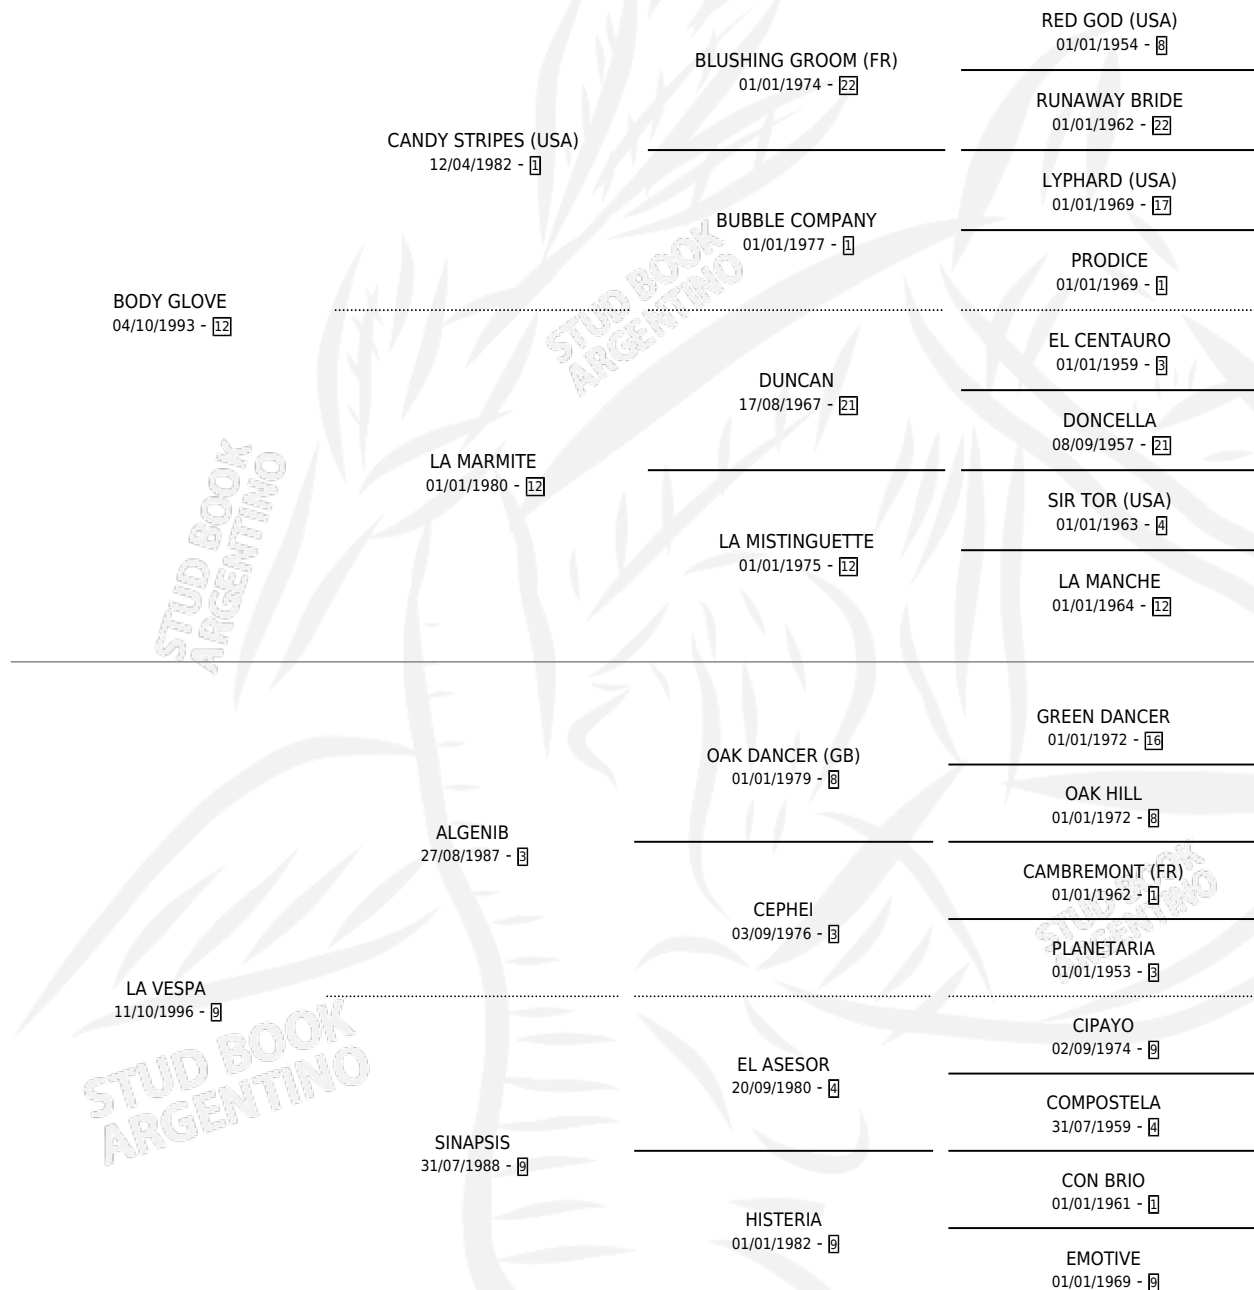 RED GOD (USA)
01/01/1954 - 8
BLUSHING GROOM (FR)
01/01/1974 - 22
RUNAWAY BRIDE
01/01/1962 - 22
CANDY STRIPES (USA)
12/04/1982 - 1
LYPHARD (USA)
01/01/1969 - 17
BUBBLE COMPANY
01/01/1977 - 1
PRODICE
01/01/1969 - 1
BODY GLOVE
04/10/1993 - 12
EL CENTAURO
01/01/1959 - 3
DUNCAN
17/08/1967 - 21
DONCELLA
08/09/1957 - 21
LA MARMITE
01/01/1980 - 12
SIR TOR (USA)
01/01/1963 - 4
LA MISTINGUETTE
01/01/1975 - 12
LA MANCHE
01/01/1964 - 12
GREEN DANCER
01/01/1972 - 16
OAK DANCER (GB)
01/01/1979 - 8
OAK HILL
01/01/1972 - 8
ALGENIB
27/08/1987 - 3
CAMBREMONT (FR)
01/01/1962 - 1
CEPHEI
03/09/1976 - 3
PLANETARIA
01/01/1953 - 3
LA VESPA
11/10/1996 - 9
CIPAYO
02/09/1974 - 9
EL ASESOR
20/09/1980 - 4
COMPOSTELA
31/07/1959 - 4
SINAPSIS
31/07/1988 - 9
CON BRIO
01/01/1961 - 1
HISTERIA
01/01/1982 - 9
EMOTIVE
01/01/1969 - 9
STUD BOOK
ARGENTINO
STUD BOOK
ARGENTINO
STUD BOOK
ARGENTINO
STUD BOOK
ARGENTINO